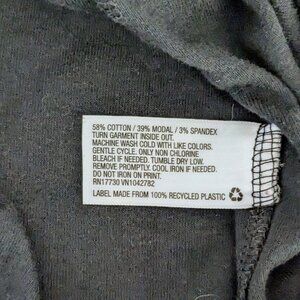 58% COTTON / 39% MODAL / 3% SPANDEX
TURN GARMENT INSIDE OUT.
MACHINE WASH COLD WITH LIKE COLORS.
GENTLE CYCLE. ONLY NON CHLORINE
BLEACH IF NEEDED. TUMBLE DRY LOW.
REMOVE PROMPTLY. COOL IRON IF NEEDED.
DO NOT IRON ON PRINT.
RN17730 VN1042782
LABEL MADE FROM 100% RECYCLED PLASTIC